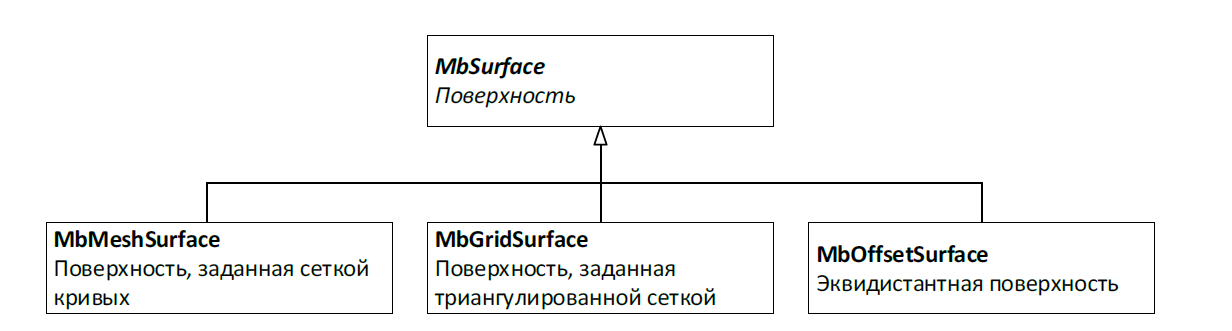 MbSurface
Поверхность
MbMeshSurface
Поверхность, заданная сеткой
кривых
MbGridSurface
Поверхность, заданная
триангулированной сеткой
MbOffsetSurface
Эквидистантная поверхность